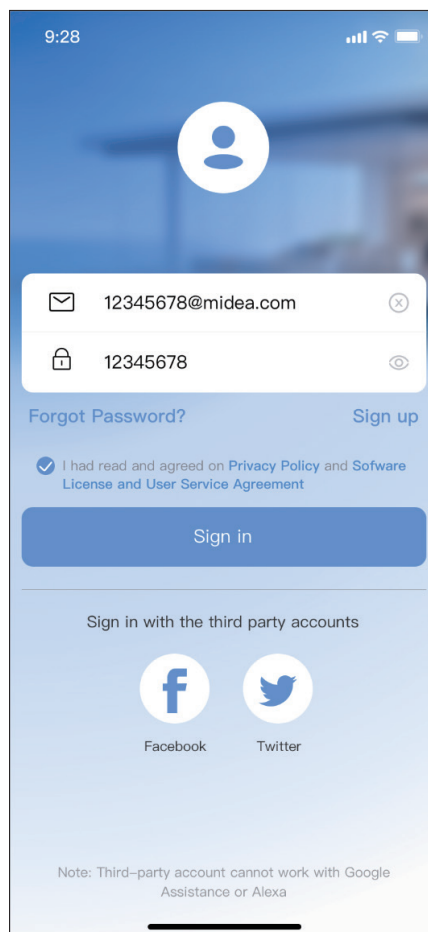 9:28
12345678@midea.com
12345678
Forgot Password? Sign up
I had read and agreed on Privacy Policy and Sofware
License and User Service Agreement
Sign in
Sign in with the third party accounts
Facebook Twitter
Note: Third-party account cannot work with Google
Assistance or Alexa